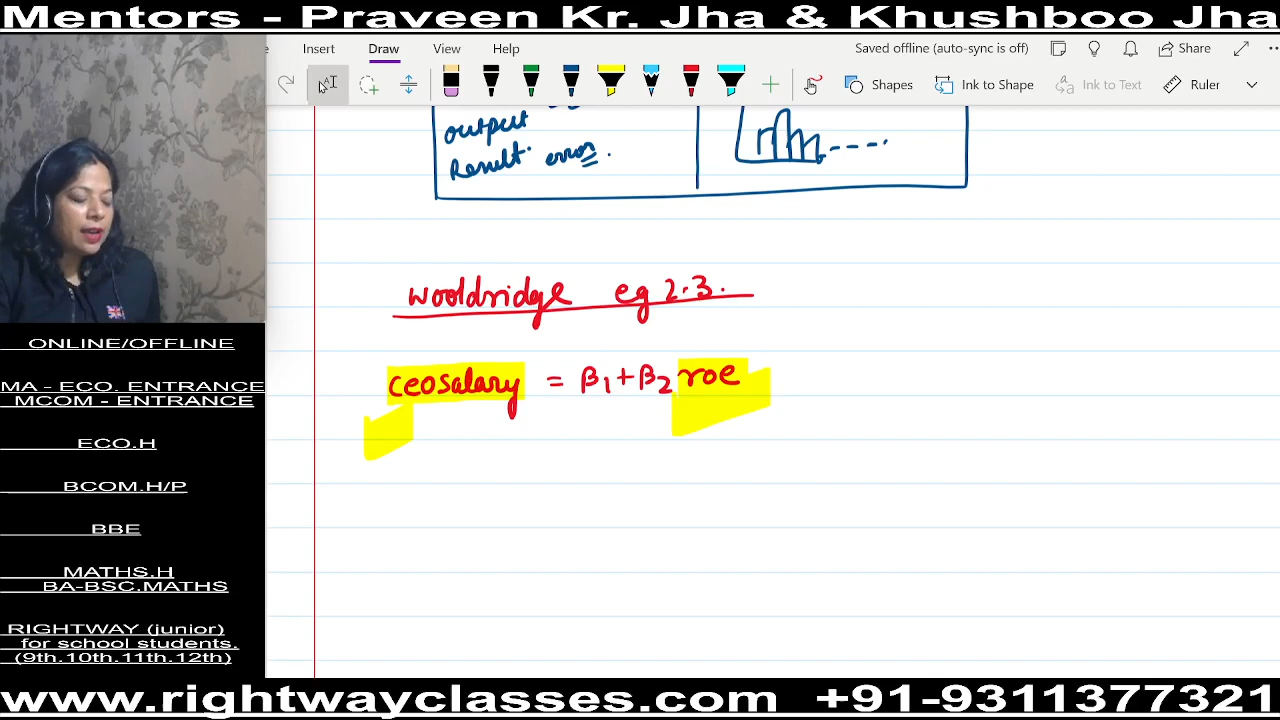 Mentors - Praveen Kr. Jha & Khushboo Jha
Insert Draw View Help Saved offline (auto-sync is off) Share
Shapes Ink to Shape Ink to Text Ruler
output
Result error
wooldridge eg 2.3.
ceosalary = β1+β2 roe
ONLINE/OFFLINE
MA - ECO. ENTRANCE
MCOM - ENTRANCE
ECO.H
BCOM.H/P
BBE
MATHS.H
BA-BSC.MATHS
RIGHTWAY (junior)
for school students.
(9th.10th.11th.12th)
www.rightwayclasses.com +91-9311377321